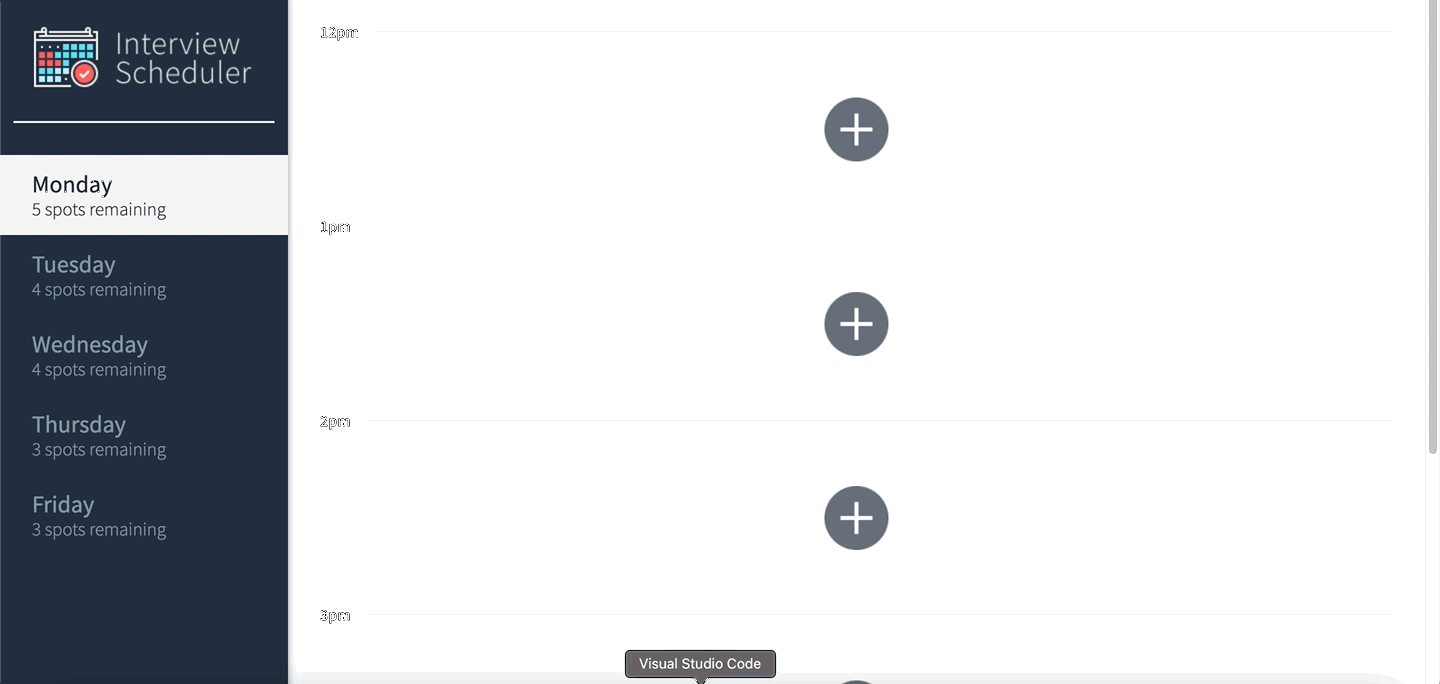 Interview
Scheduler
Monday
5 spots remaining
Tuesday
4 spots remaining
Wednesday
4 spots remaining
Thursday
3 spots remaining
Friday
3 spots remaining
12pm
1pm
2pm
3pm
Visual Studio Code